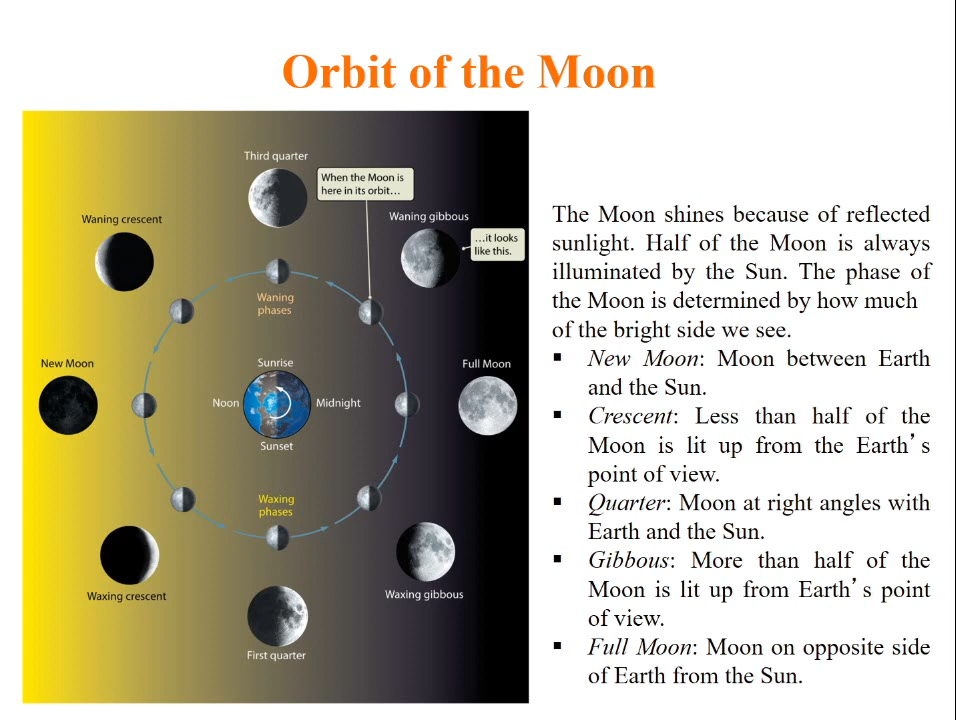 Orbit of the Moon
Third quarter
When the Moon is
here in its orbit…
Waning crescent
Waning gibbous
…it looks
like this.
Waning
phases
New Moon
Sunrise
Full Moon
Noon
Midnight
Sunset
Waxing
phases
Waxing crescent
Waxing gibbous
First quarter
The Moon shines because of reflected
sunlight. Half of the Moon is always
illuminated by the Sun. The phase of
the Moon is determined by how much
of the bright side we see.
▪ New Moon: Moon between Earth
and the Sun.
▪ Crescent: Less than half of the
Moon is lit up from the Earth’s
point of view.
▪ Quarter: Moon at right angles with
Earth and the Sun.
▪ Gibbous: More than half of the
Moon is lit up from Earth’s point
of view.
▪ Full Moon: Moon on opposite side
of Earth from the Sun.